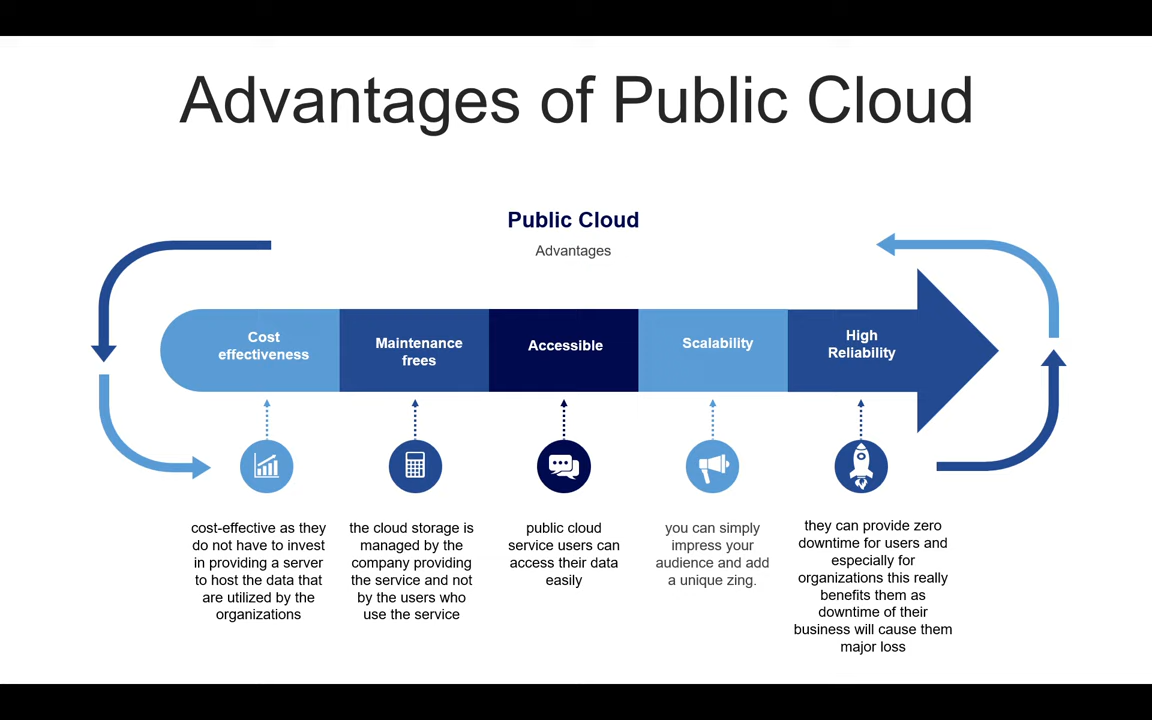 Advantages of Public Cloud
Public Cloud
Advantages
Cost
effectiveness
Maintenance
frees
Accessible
Scalability
High
Reliability
cost-effective as they
do not have to invest
in providing a server
to host the data that
are utilized by the
organizations
the cloud storage is
managed by the
company providing
the service and not
by the users who
use the service
public cloud
service users can
access their data
easily
you can simply
impress your
audience and add
a unique zing.
they can provide zero
downtime for users and
especially for
organizations this really
benefits them as
downtime of their
business will cause them
major loss